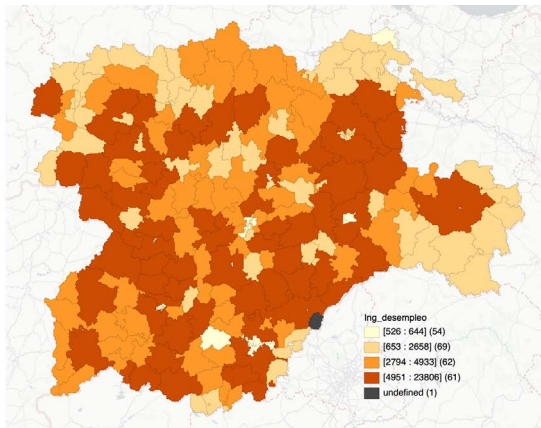 Ing_desempleo
[526 : 644] (54)
[653 : 2658] (69)
[2794 : 4933] (62)
[4951 : 23806] (61)
undefined (1)